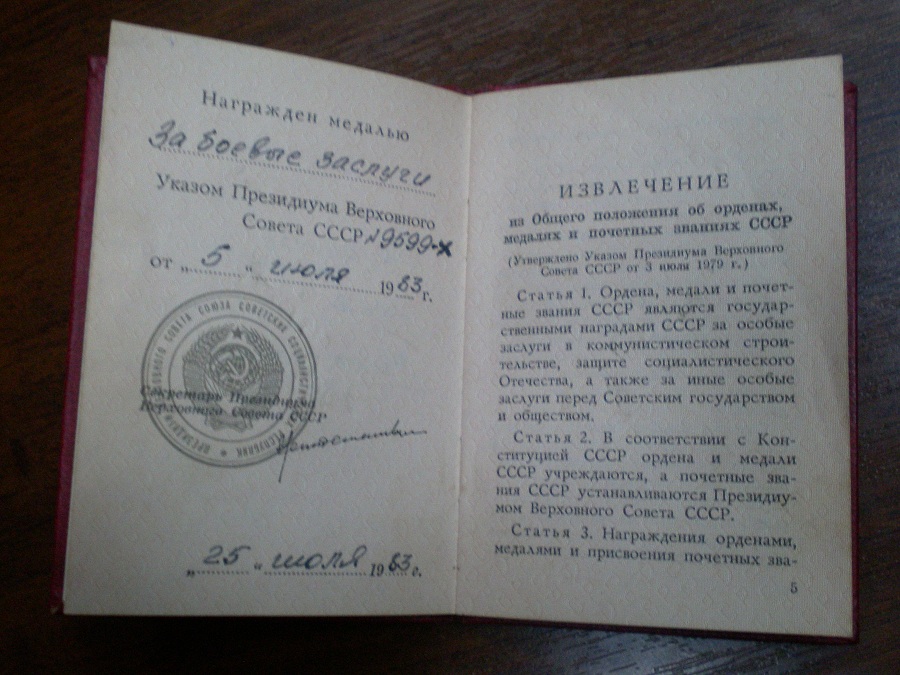 Награжден медалью
За боевые заслуги
Указом Президиума Верховного
Совета СССР №9599-X
от „ 5 " июля 1983 г.
Секретарь Президиума
Верховного Совета СССР
„ 25 " июля 1983 г.
ИЗВЛЕЧЕНИЕ
из Общего положения об орденах,
медалях и почетных званиях СССР
(Утверждено Указом Президиума Верховного
Совета СССР от 3 июля 1979 г.)
Статья 1. Ордена, медали и почет-
ные звания СССР являются государ-
ственными наградами СССР за особые
заслуги в коммунистическом строи-
тельстве, защите социалистического
Отечества, а также за иные особые
заслуги перед Советским государством
и обществом.
Статья 2. В соответствии с Кон-
ституцией СССР ордена и медали
СССР учреждаются, а почетные зва-
ния СССР устанавливаются Президиу-
мом Верховного Совета СССР.
Статья 3. Награждения орденами,
медалями и присвоения почетных зва-
5